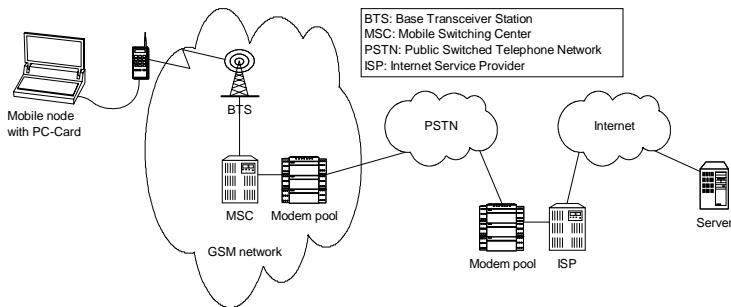 BTS: Base Transceiver Station
MSC: Mobile Switching Center
PSTN: Public Switched Telephone Network
ISP: Internet Service Provider
Mobile node
with PC-Card
BTS
PSTN
Internet
MSC
Modem pool
Server
GSM network
Modem pool
ISP